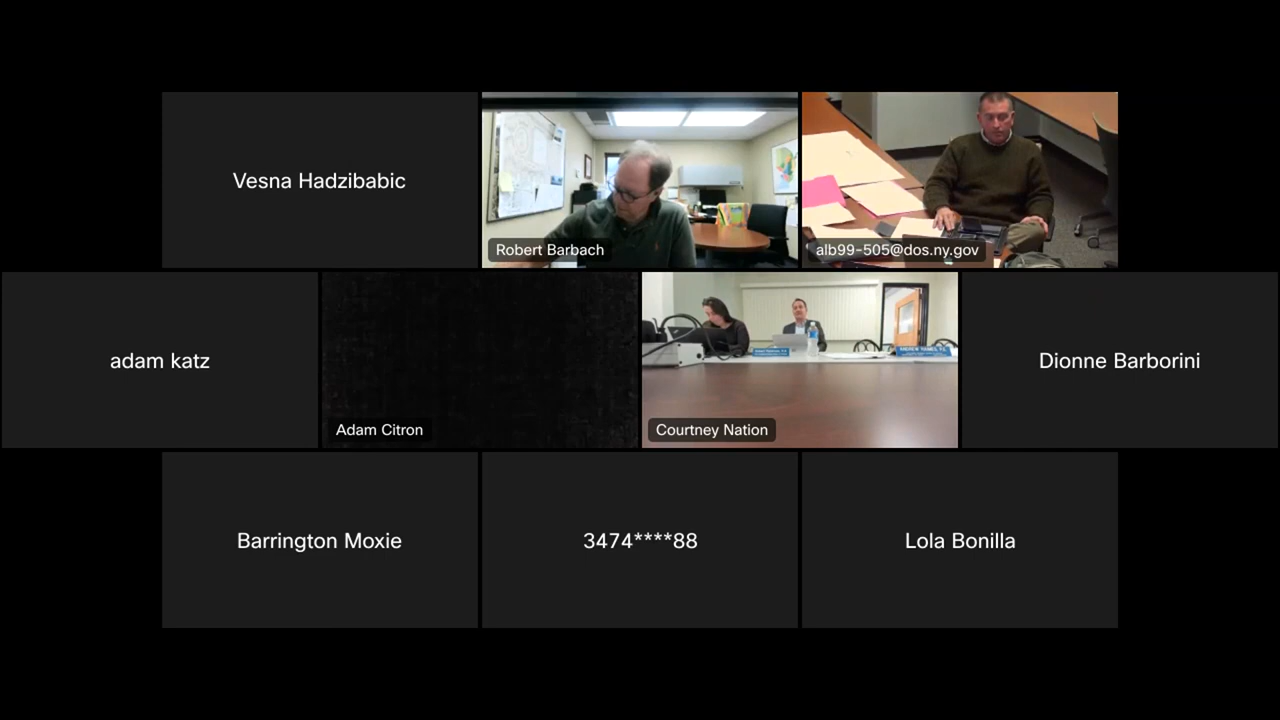 Vesna Hadzibabic
Robert Barbach
alb99-505@dos.ny.gov
adam katz
Adam Citron
Courtney Nation
Dionne Barborini
Barrington Moxie
3474****88
Lola Bonilla